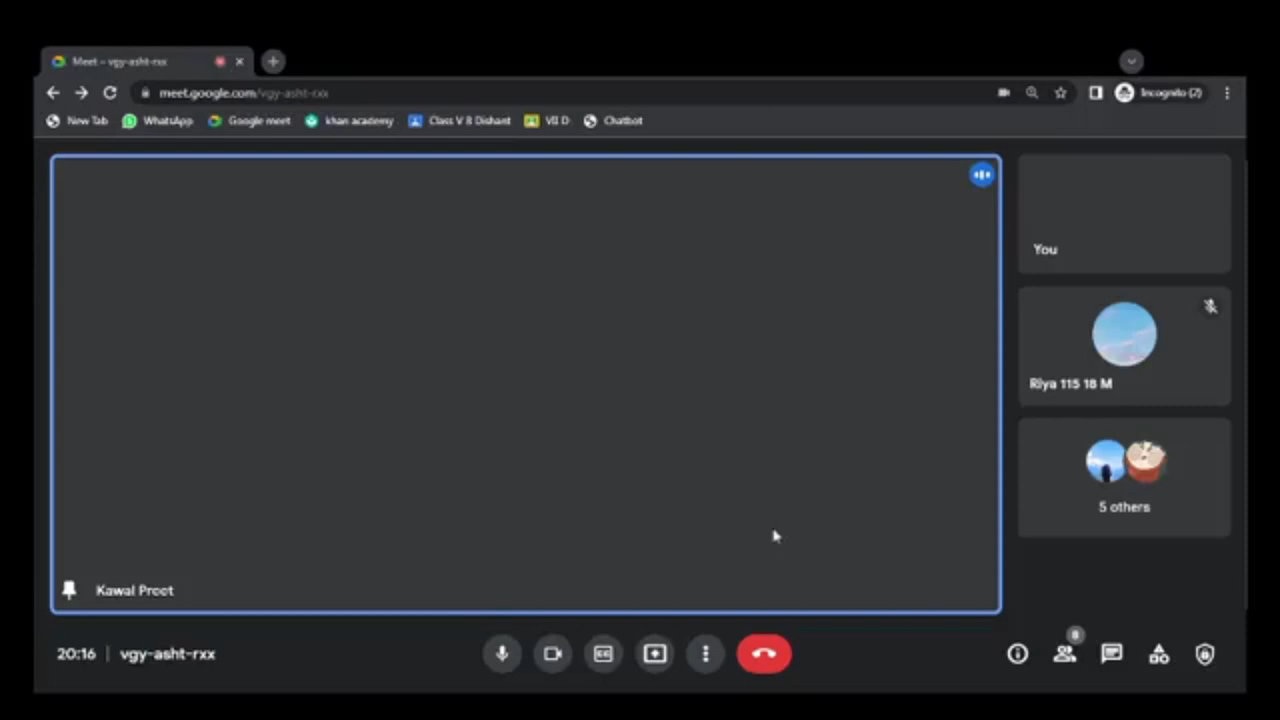 Meet – vgy-asht-rxx
meet.google.com/vgy-asht-rxx
Incognito (2)
New Tab
WhatsApp
Google meet
khan academy
Class V B Dishant
VII D
Chatbot
You
Riya 115 18 M
5 others
Kawal Preet
20:16 | vgy-asht-rxx
CC
8